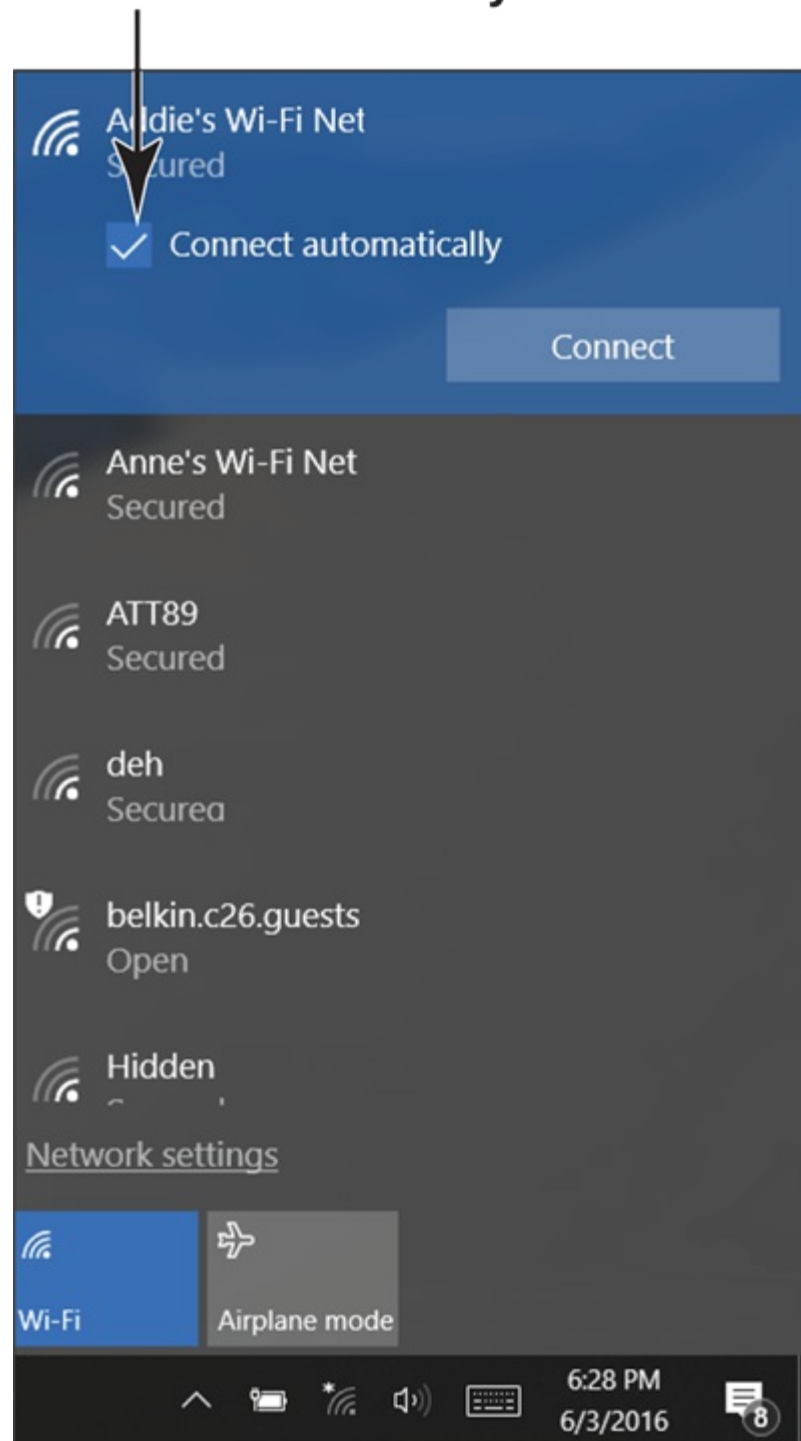 Addie's Wi-Fi Net
Secured
Connect automatically
Connect
Anne's Wi-Fi Net
Secured
ATT89
Secured
deh
Secured
belkin.c26.guests
Open
Hidden
Network settings
Wi-Fi
Airplane mode
6:28 PM
6/3/2016
8